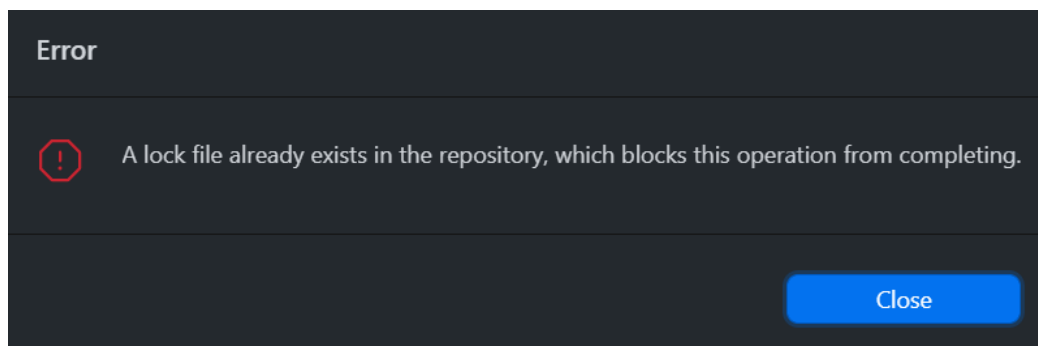 Error
A lock file already exists in the repository, which blocks this operation from completing.
Close